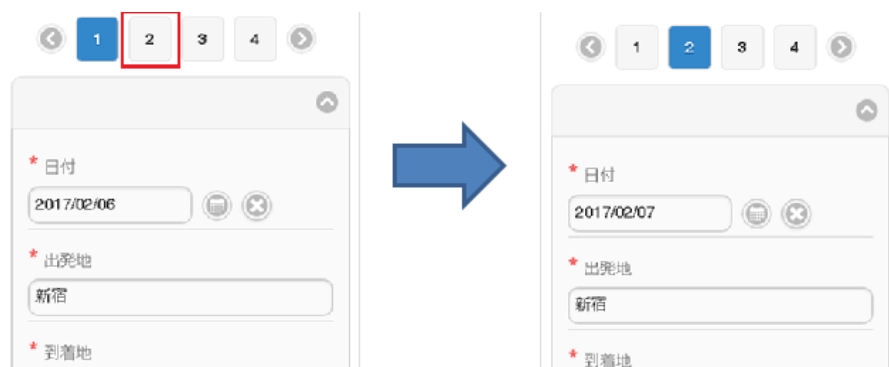 1 2 3 4
* 日付
2017/02/06
* 出発地
新宿
* 到着地
1 2 3 4
* 日付
2017/02/07
* 出発地
新宿
* 到着地